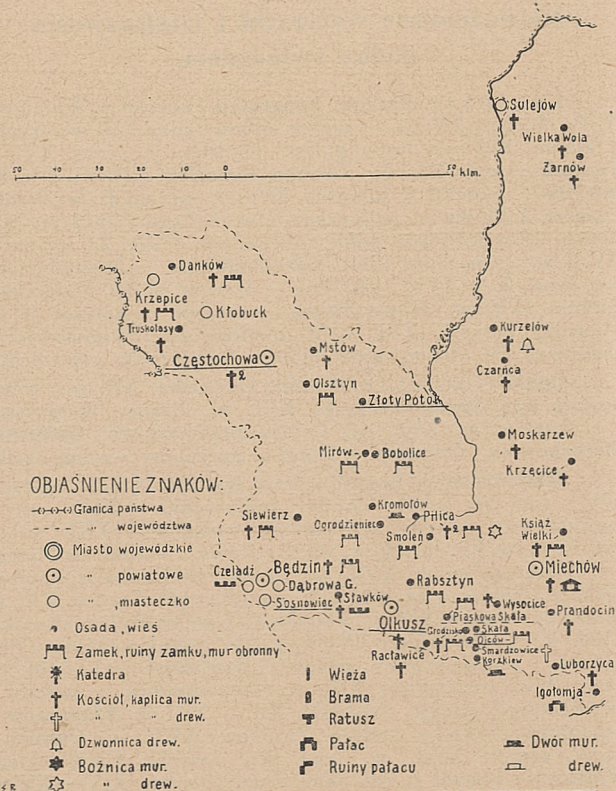 Sulejów
Wielka Wola
Żarnów
50 40 30 20 10 0 50 klm.
Danków
Krzepice
Kłobuck
Truskolasy
Kurzelów
Mstów
Częstochowa
2
Czarńca
Olsztyn
Złoty Potok
Moskarzew
Mirów
Bobolice
Krzęcice
OBJAŚNIENIE ZNAKÓW:
Granica państwa
" województwa
Miasto wojewódzkie
" powiatowe
" , miasteczko
Osada, wieś
Zamek, ruiny zamku, mur obronny
Katedra
Kościół, kaplica mur.
" " drew.
Dzwonnica drew.
Bożnica mur.
" drew.
Kromołów
Siewierz
Ogrodzieniec
Pilica
2
Smoleń
Książ
Wielki
Będzin
Miechów
Czeladź
Dąbrowa G.
Rabsztyn
Sosnowiec
Sławków
Wysocice
Prandocin
Piaskowa Skała
Olkusz
Grodzisko
Skała
Ojców
Smardzowice
Racławice
Korzkiew
Luborzyca
Igołomja
Wieża
Brama
Ratusz
Pałac
Ruiny pałacu
Dwór mur.
" drew.